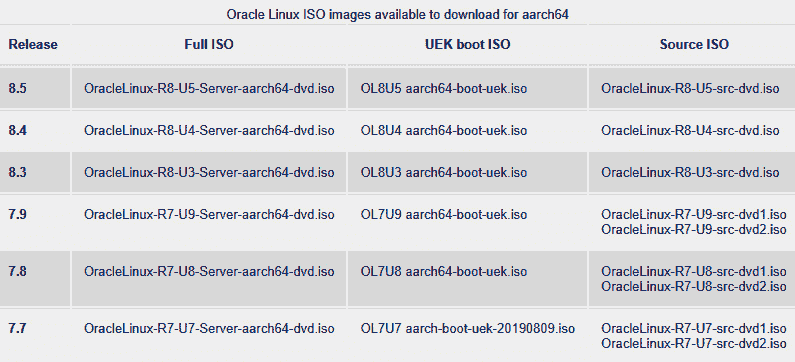 Oracle Linux ISO images available to download for aarch64
Release Full ISO UEK boot ISO Source ISO
8.5 OracleLinux-R8-U5-Server-aarch64-dvd.iso OL8U5 aarch64-boot-uek.iso OracleLinux-R8-U5-src-dvd.iso
8.4 OracleLinux-R8-U4-Server-aarch64-dvd.iso OL8U4 aarch64-boot-uek.iso OracleLinux-R8-U4-src-dvd.iso
8.3 OracleLinux-R8-U3-Server-aarch64-dvd.iso OL8U3 aarch64-boot-uek.iso OracleLinux-R8-U3-src-dvd.iso
7.9 OracleLinux-R7-U9-Server-aarch64-dvd.iso OL7U9 aarch64-boot-uek.iso OracleLinux-R7-U9-src-dvd1.iso
OracleLinux-R7-U9-src-dvd2.iso
7.8 OracleLinux-R7-U8-Server-aarch64-dvd.iso OL7U8 aarch64-boot-uek.iso OracleLinux-R7-U8-src-dvd1.iso
OracleLinux-R7-U8-src-dvd2.iso
7.7 OracleLinux-R7-U7-Server-aarch64-dvd.iso OL7U7 aarch-boot-uek-20190809.iso OracleLinux-R7-U7-src-dvd1.iso
OracleLinux-R7-U7-src-dvd2.iso